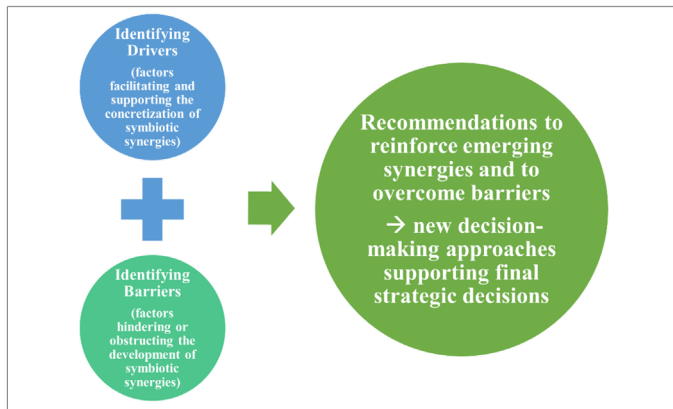 Identifying
Drivers
(factors
facilitating and
supporting the
concretization of
symbiotic
synergies)
Identifying
Barriers
(factors
hindering or
obstructing the
development of
symbiotic
synergies)
Recommendations to
reinforce emerging
synergies and to
overcome barriers
→ new decision-
making approaches
supporting final
strategic decisions